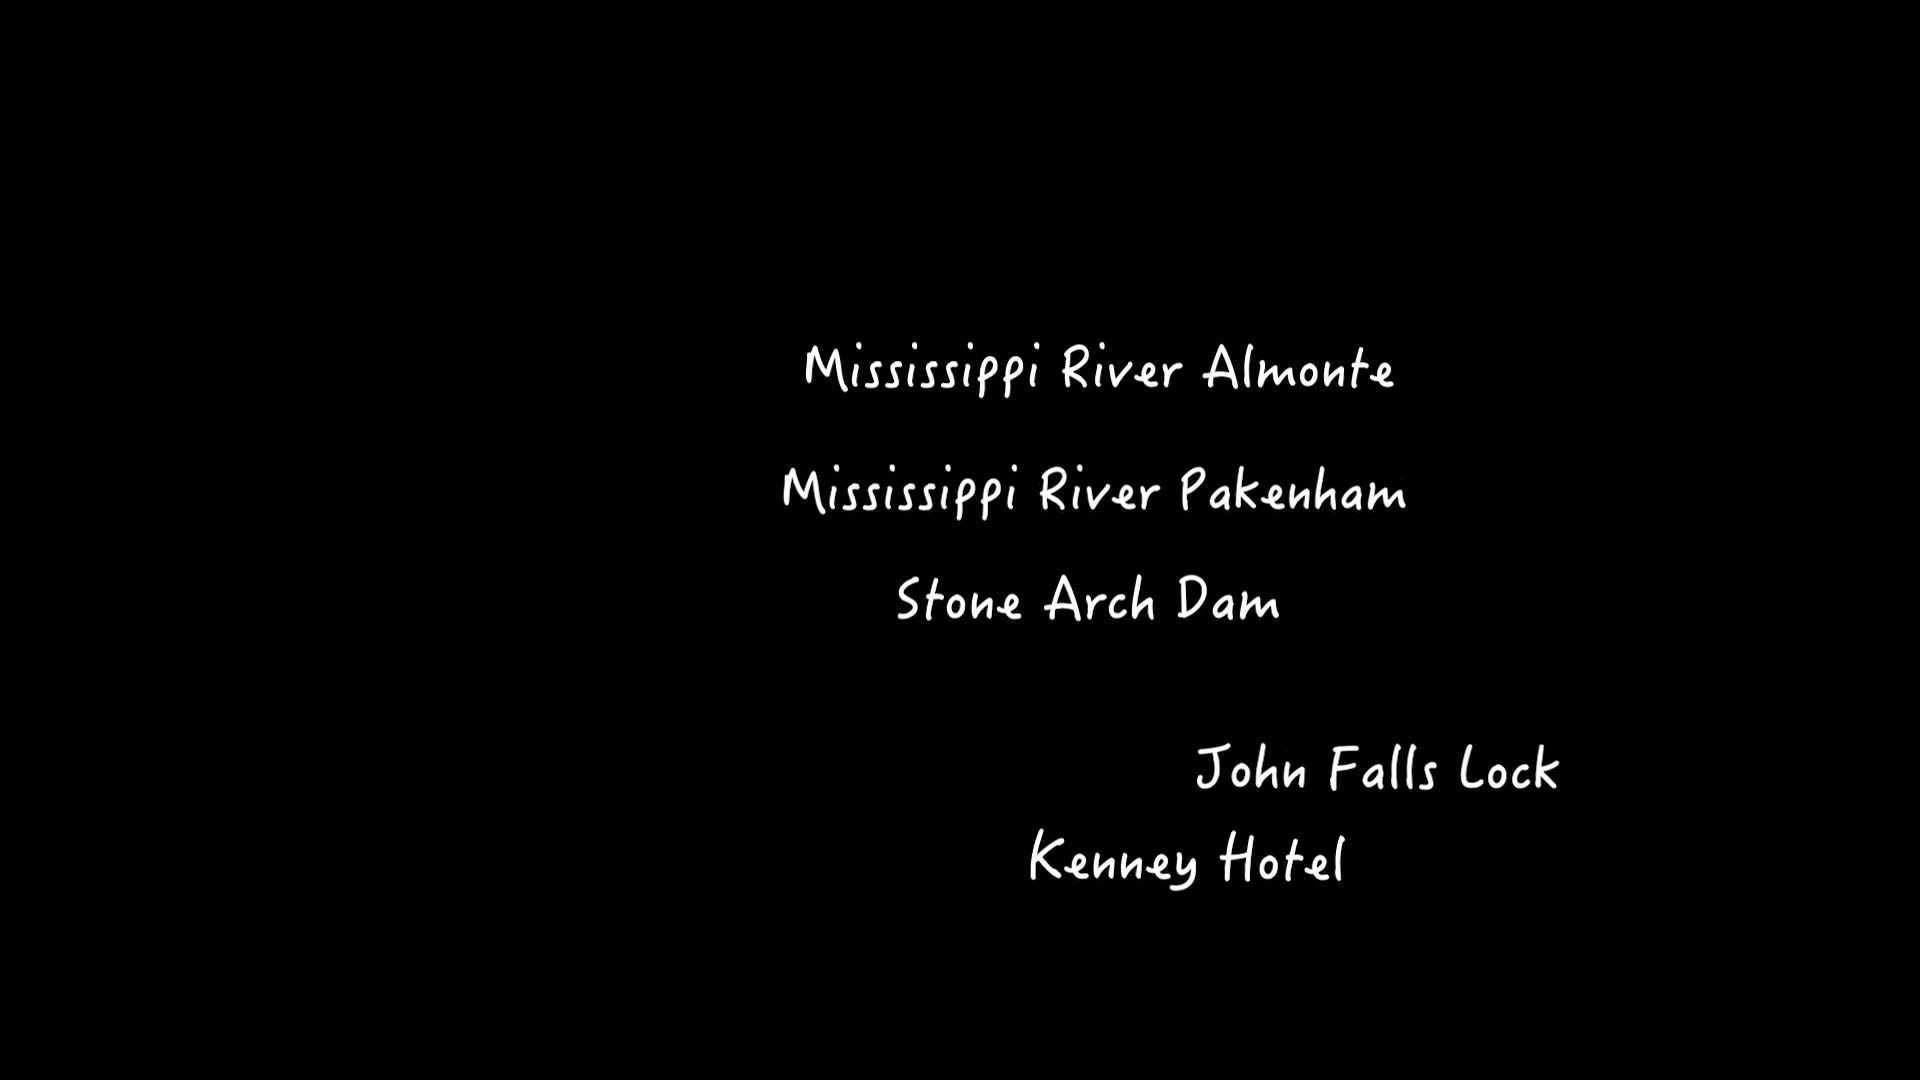 Mississippi River Almonte
Mississippi River Pakenham
Stone Arch Dam
John Falls Lock
Kenney Hotel